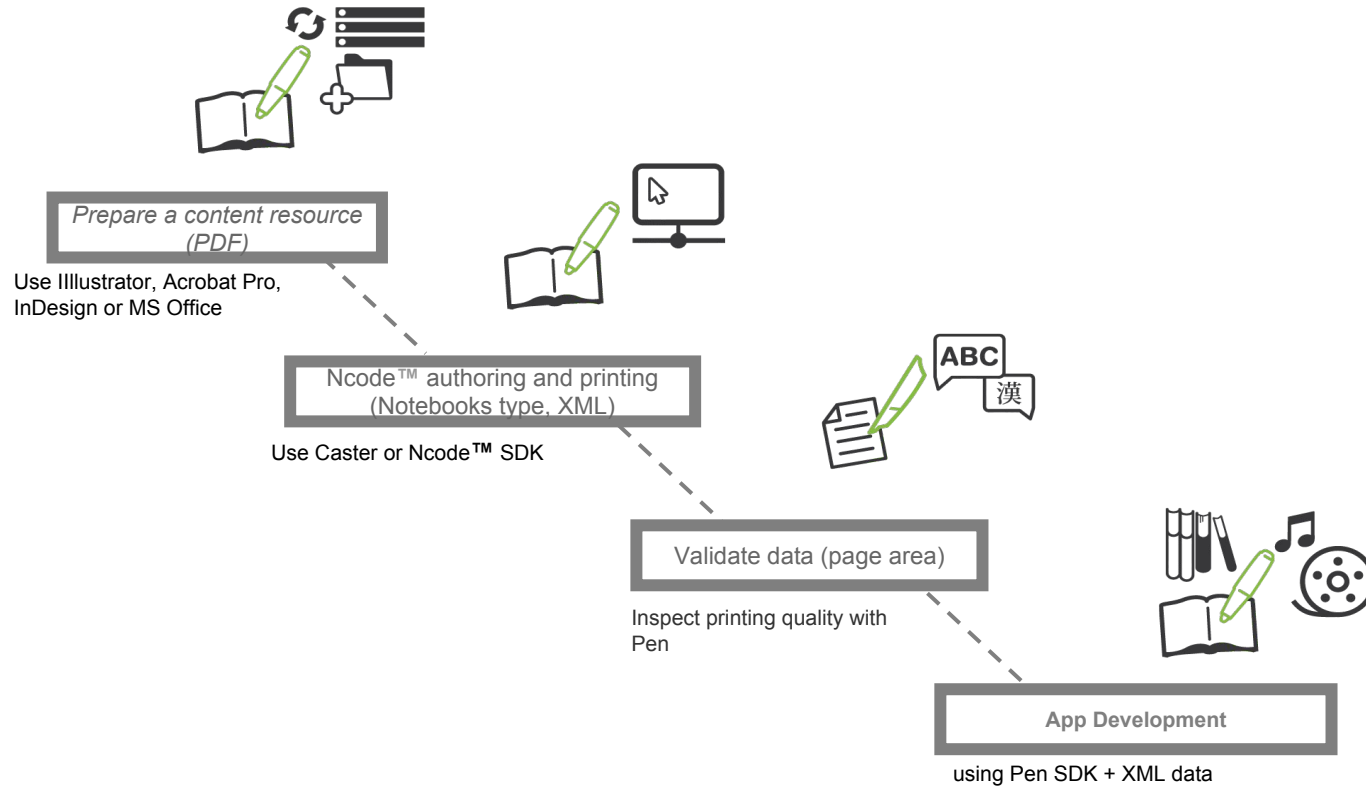 Prepare a content resource
(PDF)
Use IIllustrator, Acrobat Pro,
InDesign or MS Office
Ncode™ authoring and printing
(Notebooks type, XML)
Use Caster or Ncode™ SDK
ABC
漢
Validate data (page area)
Inspect printing quality with
Pen
App Development
using Pen SDK + XML data